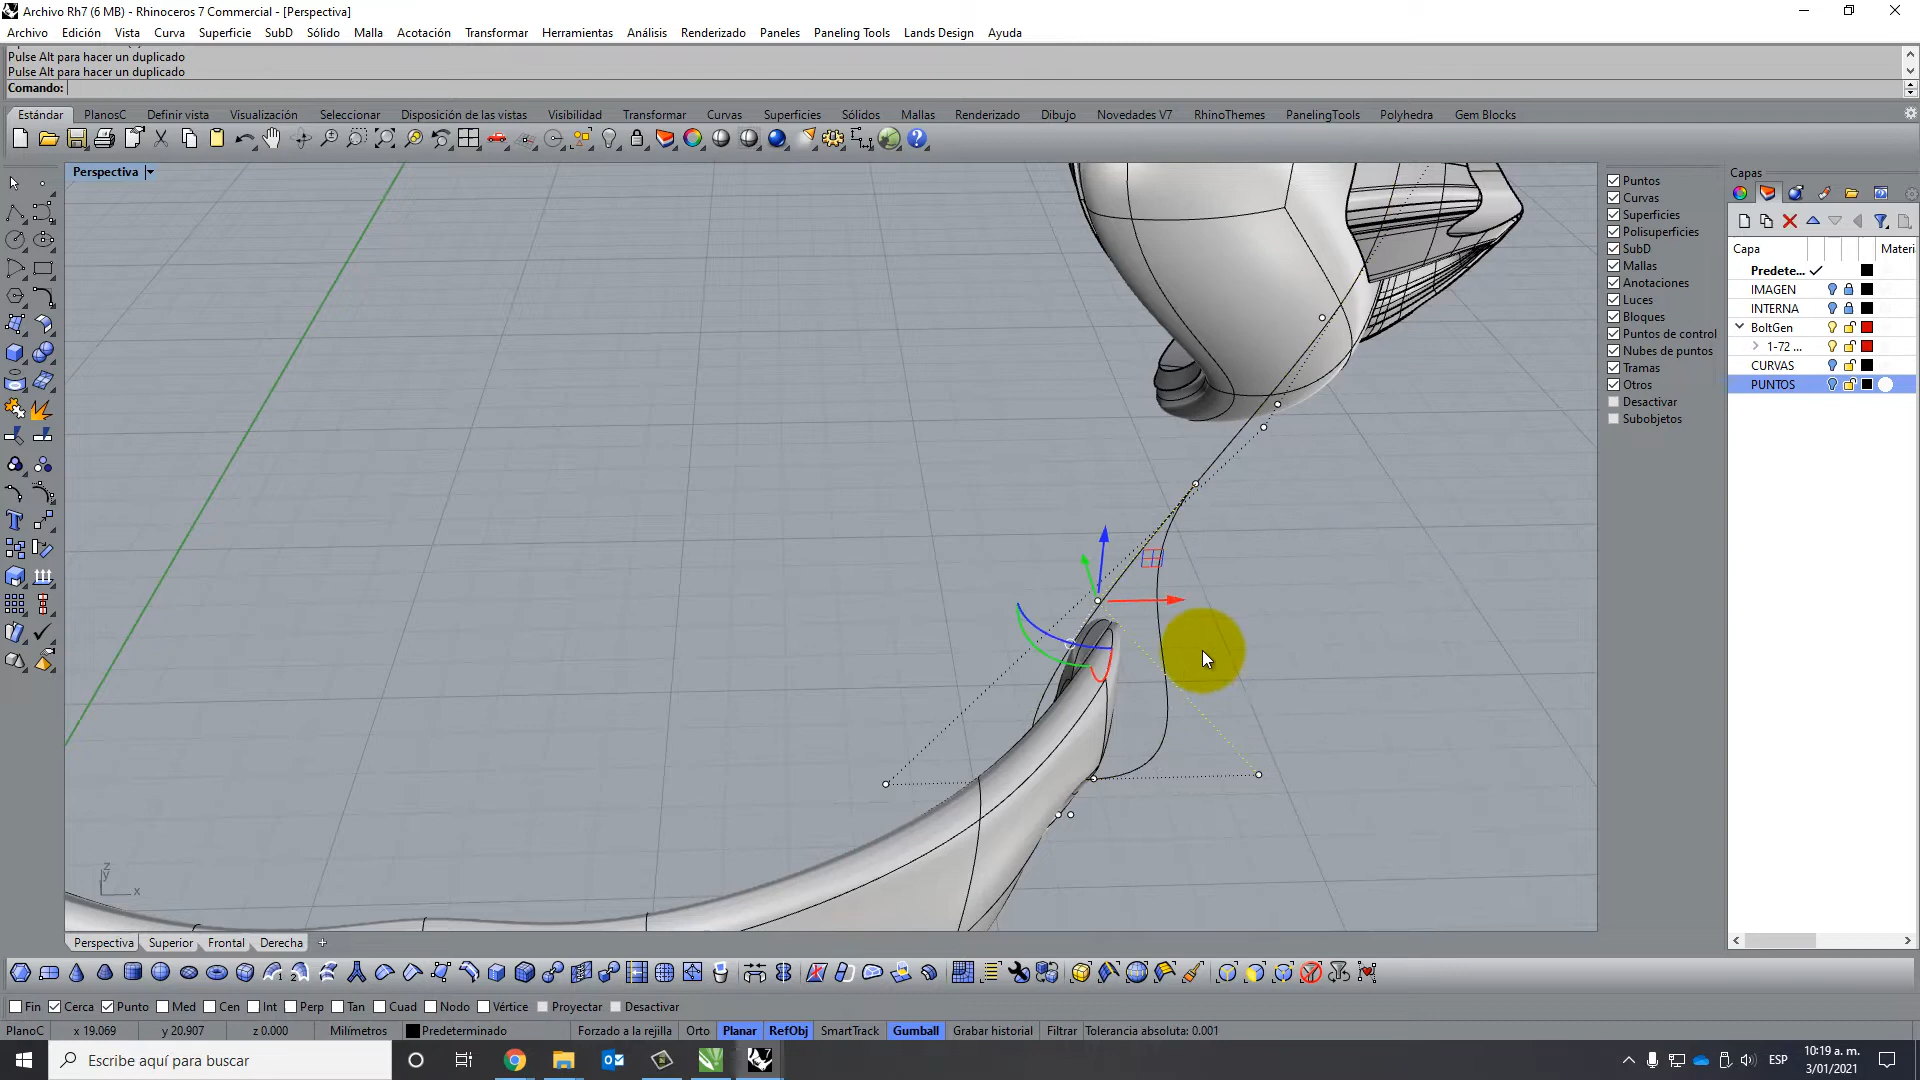 Archivo Rh7 (6 MB) - Rhinoceros 7 Commercial - [Perspectiva]
Archivo Edición Vista Curva Superficie SubD Sólido Malla Acotación Transformar Herramientas Análisis Renderizado Paneles Paneling Tools Lands Design Ayuda
Pulse Alt para hacer un duplicado
Pulse Alt para hacer un duplicado
Comando:
Estándar PlanosC Definir vista Visualización Seleccionar Disposición de las vistas Visibilidad Transformar Curvas Superficies Sólidos Mallas Renderizado Dibujo Novedades V7 RhinoThemes PanelingTools Polyhedra Gem Blocks
Perspectiva
Puntos
Curvas
Superficies
Polisuperficies
SubD
Mallas
Anotaciones
Luces
Bloques
Puntos de control
Nubes de puntos
Tramas
Otros
Desactivar
Subobjetos
Capas
Capa Materi
Predete...
IMAGEN
INTERNA
BoltGen
1-72 ...
CURVAS
PUNTOS
z
y
x
Perspectiva Superior Frontal Derecha
Fin Cerca Punto Med Cen Int Perp Tan Cuad Nodo Vértice Proyectar Desactivar
PlanoC x 19.069 y 20.907 z 0.000 Milímetros Predeterminado Forzado a la rejilla Orto Planar RefObj SmartTrack Gumball Grabar historial Filtrar Tolerancia absoluta: 0.001
Escribe aquí para buscar
ESP
10:19 a. m.
3/01/2021